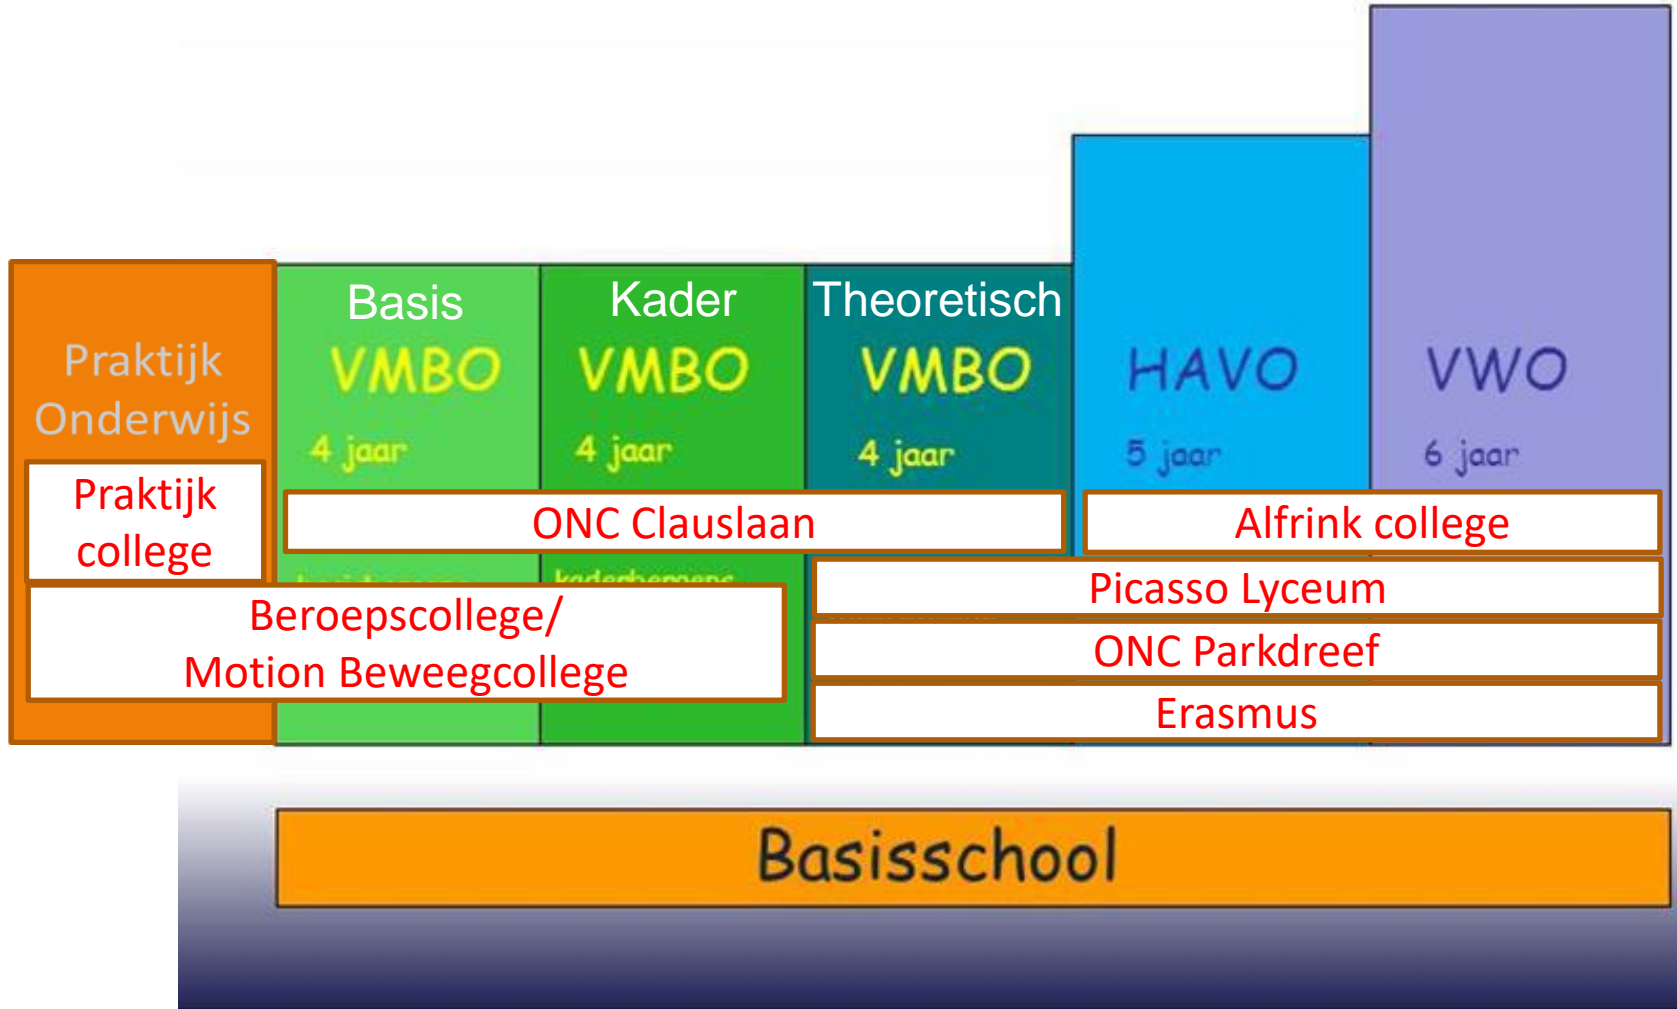 Praktijk
Onderwijs
Basis
VMBO
4 jaar
Kader
VMBO
4 jaar
Theoretisch
VMBO
4 jaar
HAVO
5 jaar
VWO
6 jaar
Praktijk
college
ONC Clauslaan
Alfrink college
Beroepscollege/
Motion Beweegcollege
Picasso Lyceum
ONC Parkdreef
Erasmus
Basisschool